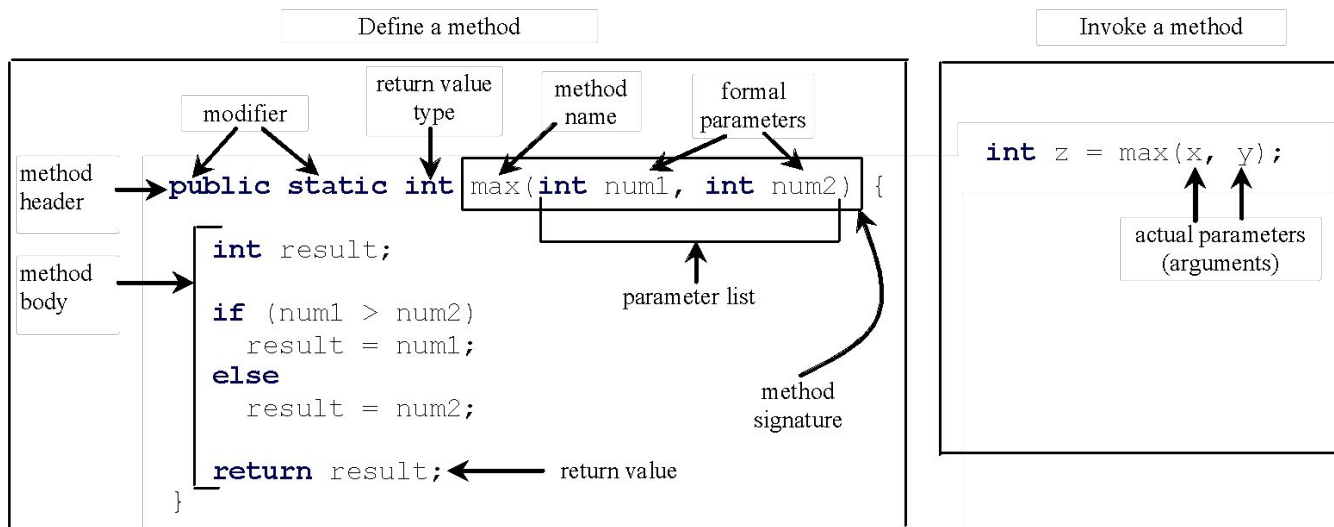 Define a method
Invoke a method
modifier
return value
type
method
name
formal
parameters
method
header
public static int max(int num1, int num2) {
method
body
int result;
parameter list
if (num1 > num2)
result = num1;
else
result = num2;
method
signature
return result;
return value
}
int z = max(x, y);
actual parameters
(arguments)